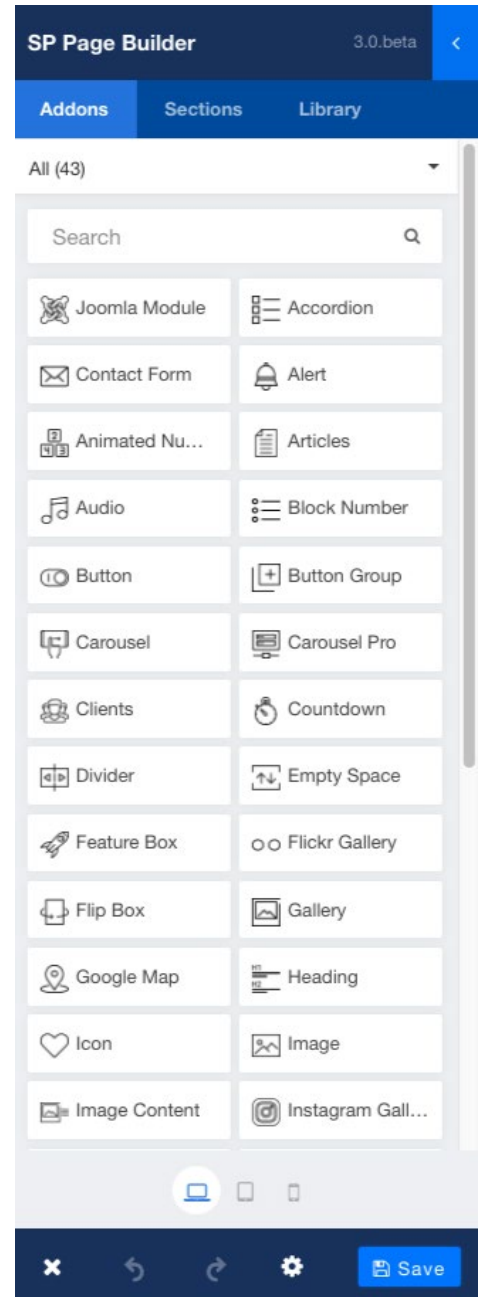 SP Page Builder 3.0.beta
Addons Sections Library
All (43)
Search
Joomla Module Accordion
Contact Form Alert
Animated Nu... Articles
Audio Block Number
Button Button Group
Carousel Carousel Pro
Clients Countdown
Divider Empty Space
Feature Box Flickr Gallery
Flip Box Gallery
Google Map Heading
Icon Image
Image Content Instagram Gall...
Save